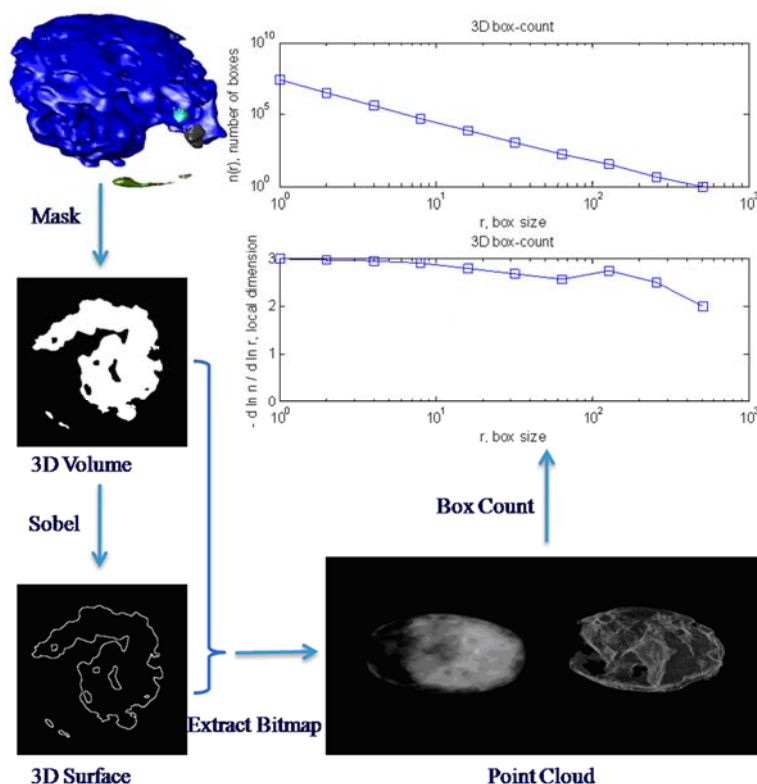 3D box-count
n(r), number of boxes
10^10
10^5
10^0
10^0 10^1 10^2 10^3
r, box size
3D box-count
- d ln n / d ln r, local dimension
3
2
1
0
10^0 10^1 10^2 10^3
r, box size
Mask
3D Volume
Sobel
3D Surface
Extract Bitmap
Box Count
Point Cloud